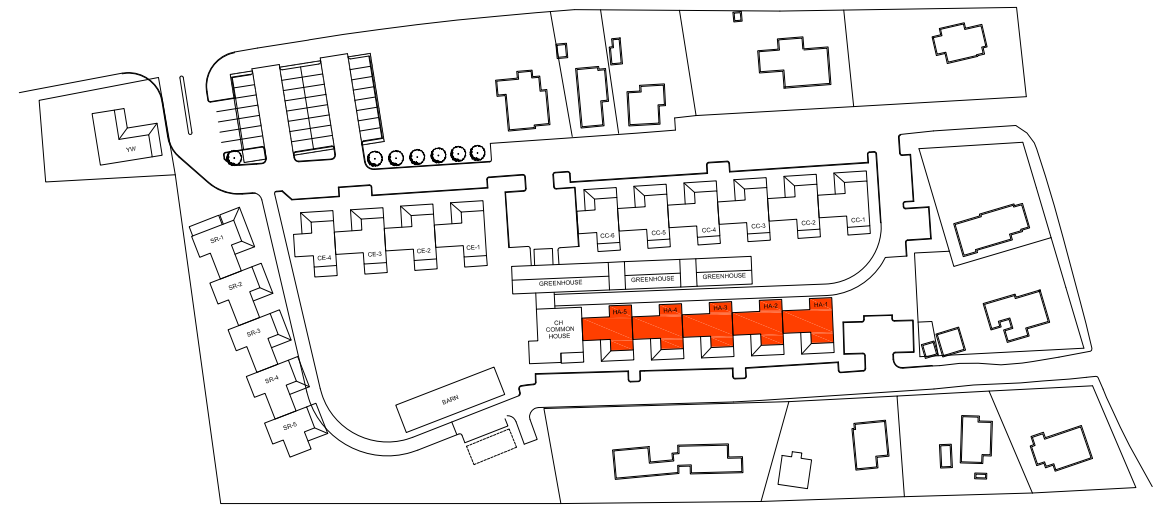 YW
SR-1
SR-2
SR-3
SR-4
SR-5
CE-4
CE-3
CE-2
CE-1
CC-6
CC-5
CC-4
CC-3
CC-2
CC-1
GREENHOUSE
GREENHOUSE
GREENHOUSE
CH
COMMON
HOUSE
HA-5
HA-4
HA-3
HA-2
HA-1
BARN